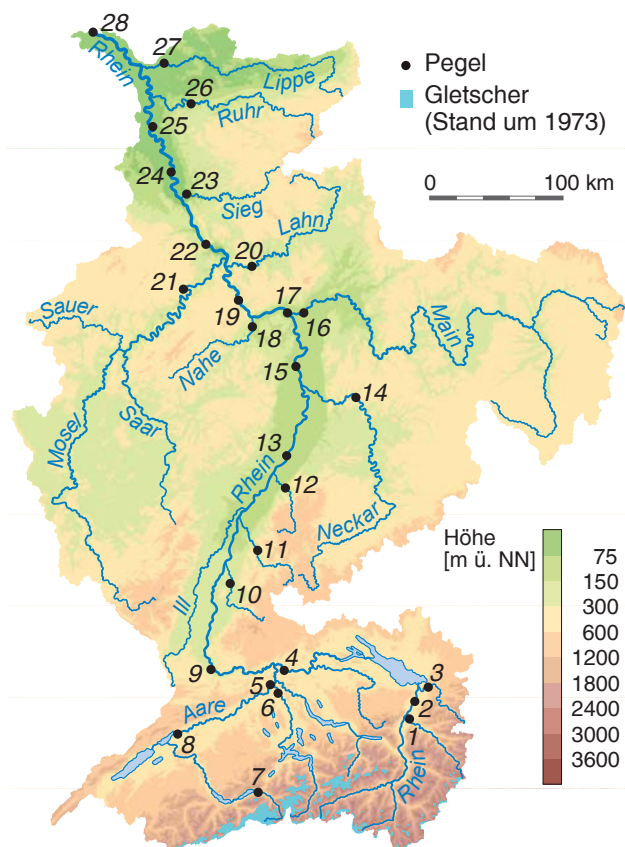 28
Rhein
27
Lippe
26
Ruhr
25
24
23
Sieg
22
20
Lahn
21
Sauer
19
17
16
Main
18
Nahe
15
14
Mosel
Saar
13
Rhein
12
Neckar
11
10
Ill
9
4
5
6
3
2
1
Aare
8
7
Rhein
Pegel
Gletscher
(Stand um 1973)
0 100 km
Höhe
[m ü. NN]
75
150
300
600
1200
1800
2400
3000
3600